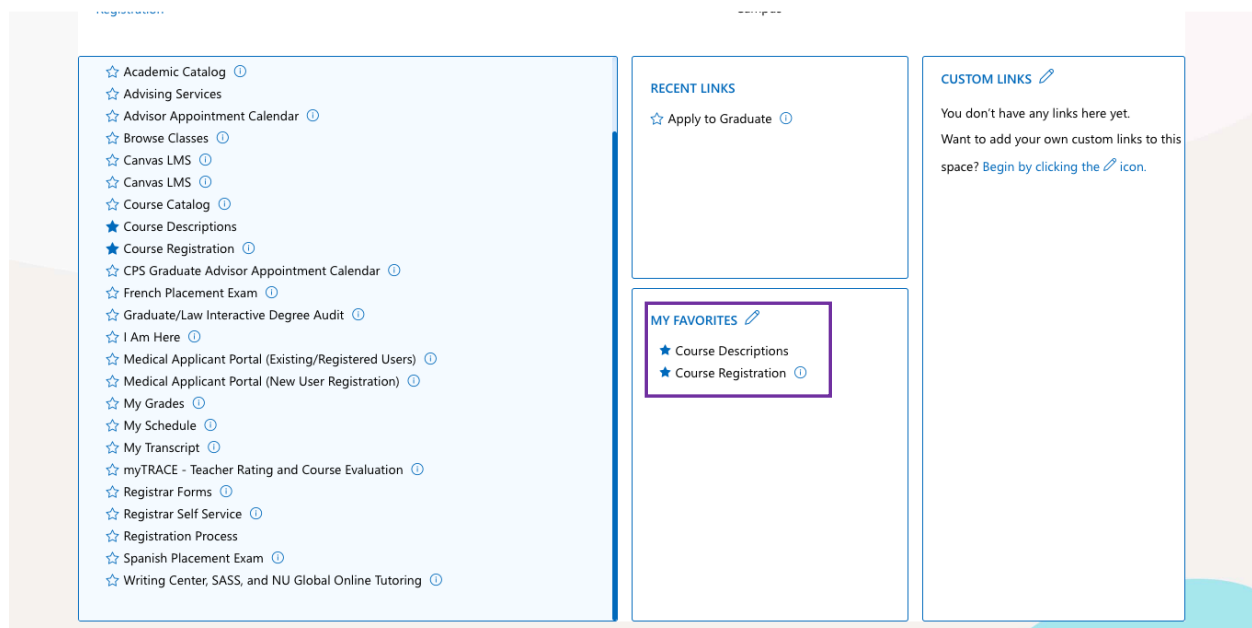 Registration
Campus
Academic Catalog
Advising Services
Advisor Appointment Calendar
Browse Classes
Canvas LMS
Canvas LMS
Course Catalog
Course Descriptions
Course Registration
CPS Graduate Advisor Appointment Calendar
French Placement Exam
Graduate/Law Interactive Degree Audit
I Am Here
Medical Applicant Portal (Existing/Registered Users)
Medical Applicant Portal (New User Registration)
My Grades
My Schedule
My Transcript
myTRACE - Teacher Rating and Course Evaluation
Registrar Forms
Registrar Self Service
Registration Process
Spanish Placement Exam
Writing Center, SASS, and NU Global Online Tutoring
RECENT LINKS
Apply to Graduate
MY FAVORITES
Course Descriptions
Course Registration
CUSTOM LINKS
You don't have any links here yet.
Want to add your own custom links to this
space? Begin by clicking the icon.